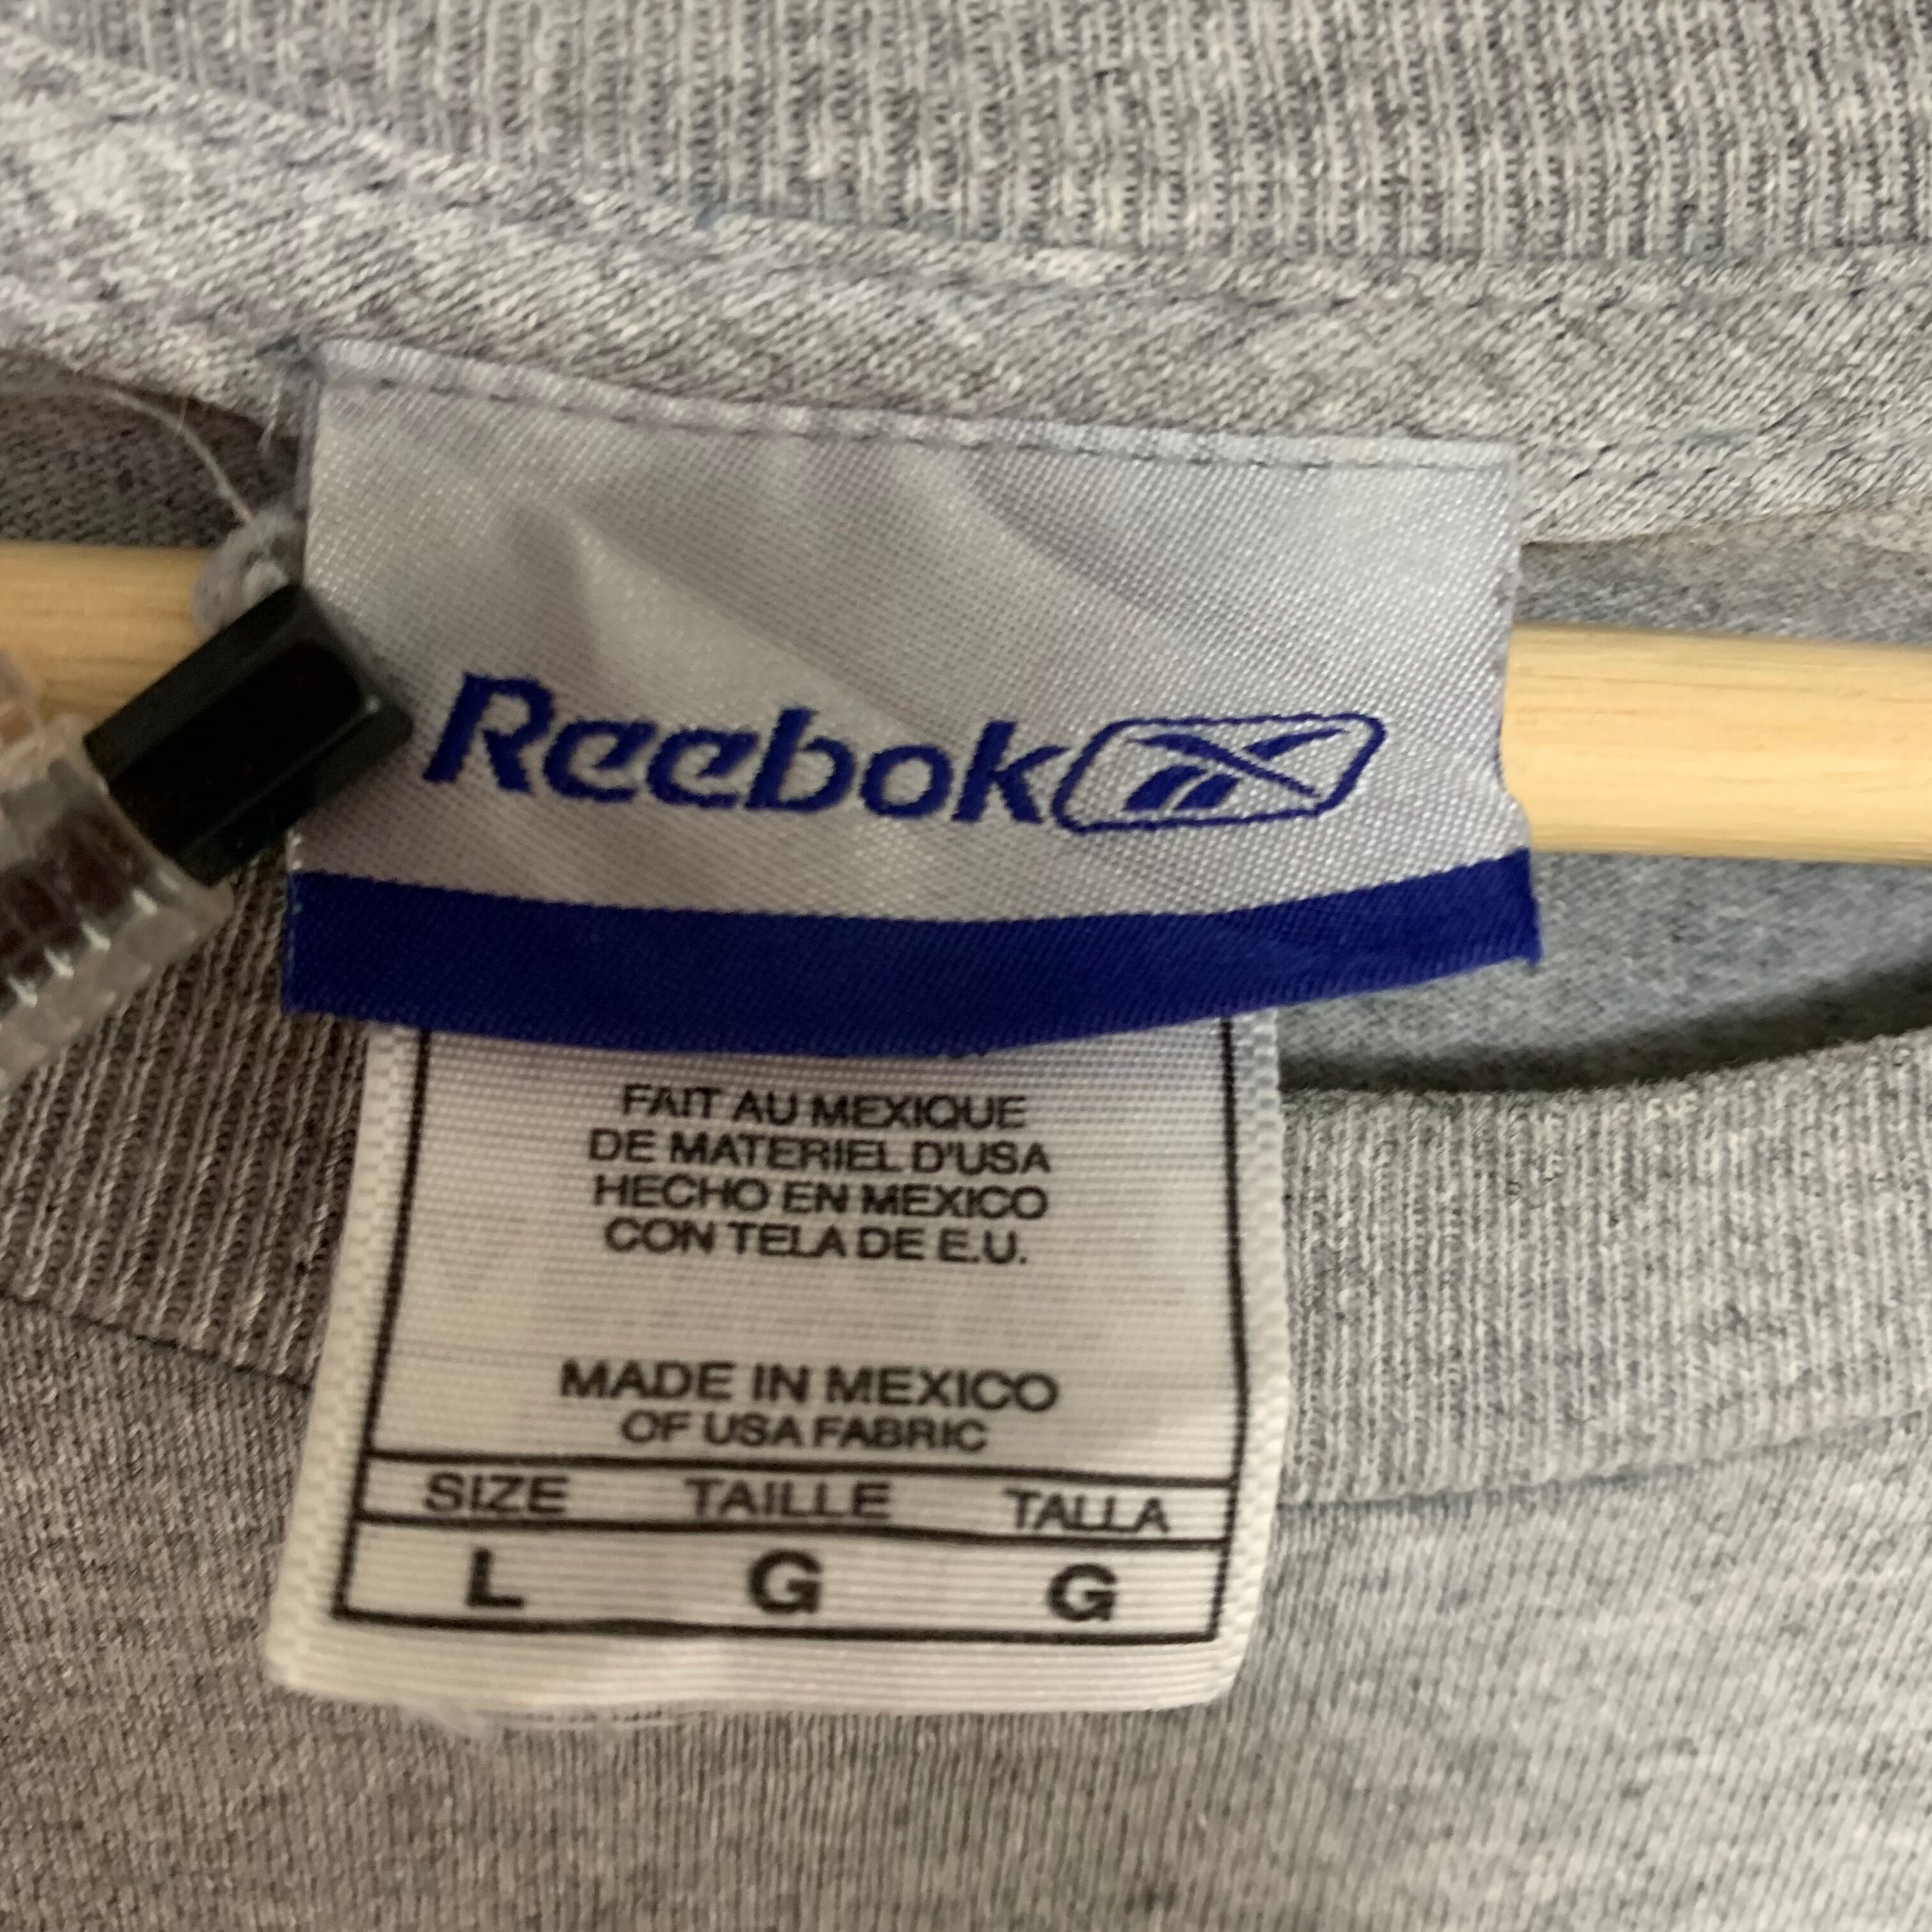 Reebok
FAIT AU MEXIQUE
DE MATERIEL D'USA
HECHO EN MEXICO
CON TELA DE E.U.
MADE IN MEXICO
OF USA FABRIC
SIZE TAILLE TALLA
L G G